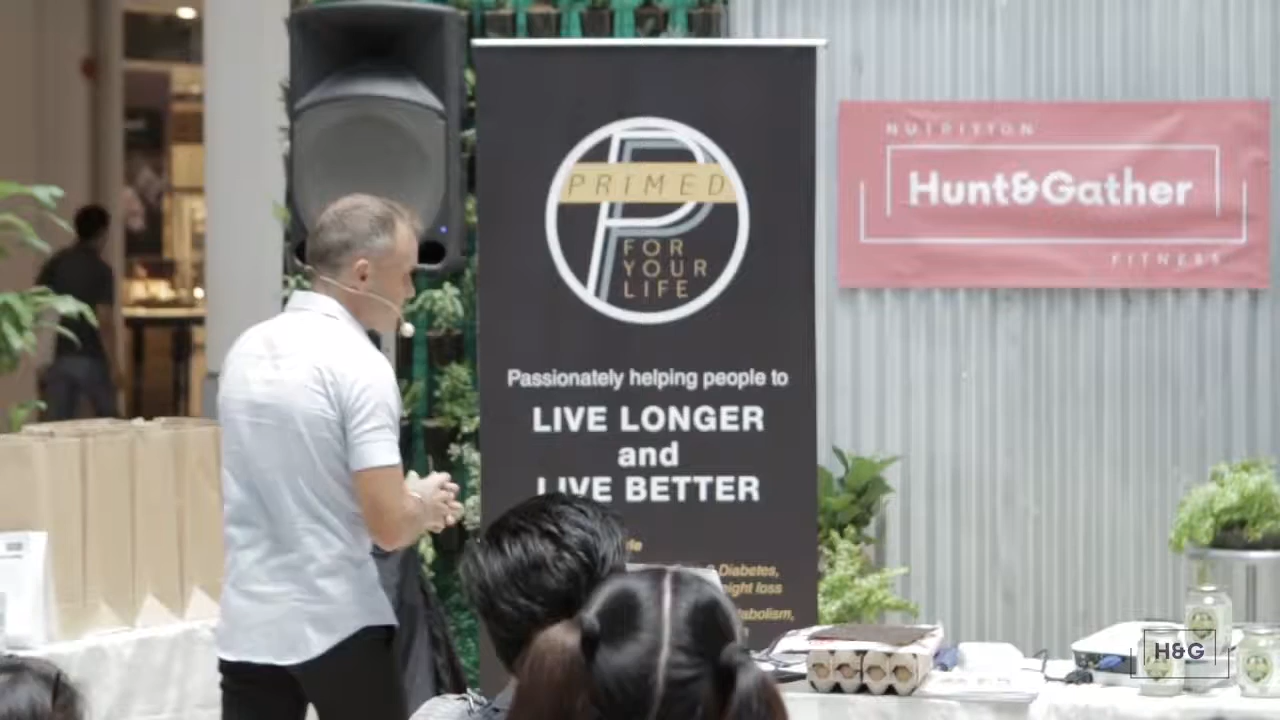 PRIMED
FOR
YOUR
LIFE
Passionately helping people to
LIVE LONGER
and
LIVE BETTER
Diabetes,
NUTRITION
Hunt&Gather
FITNESS
H&G